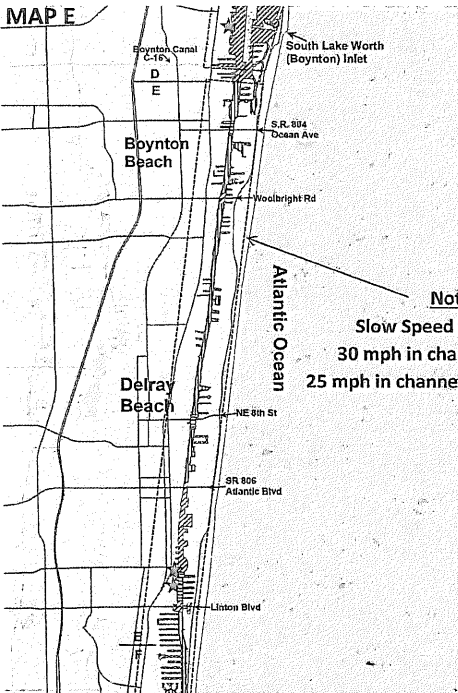 MAP E
Boynton Canal
C-16
South Lake Worth
(Boynton) Inlet
D
E
S.R. 804
Ocean Ave
Boynton
Beach
Woolbright Rd
Atlantic Ocean
Not
Slow Speed
30 mph in cha
25 mph in channe
Delray
Beach
NE 8th St
SR 806
Atlantic Blvd
Linton Blvd